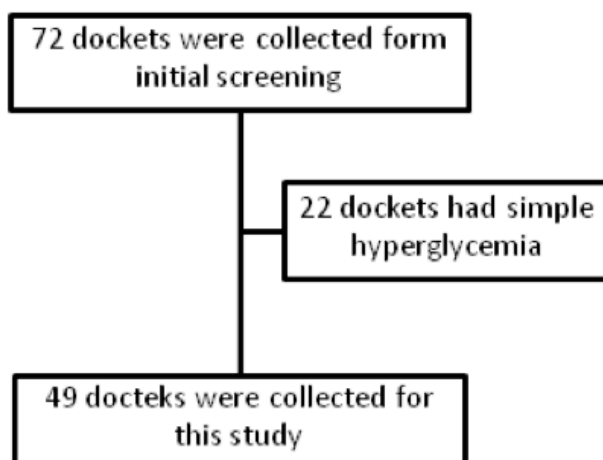 72 dockets were collected form
initial screening
22 dockets had simple
hyperglycemia
49 docteks were collected for
this study